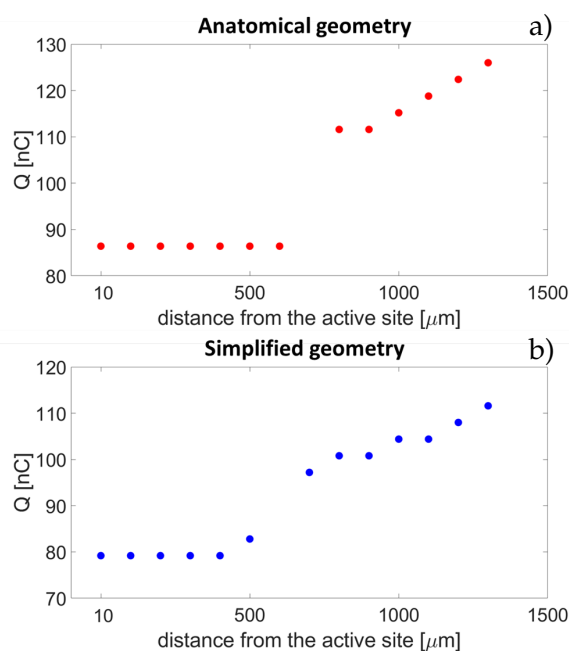 Anatomical geometry
a)
130
120
110
100
90
80
Q [nC]
10
500
1000
1500
distance from the active site [μm]
Simplified geometry
b)
120
110
100
90
80
70
Q [nC]
10
500
1000
1500
distance from the active site [μm]